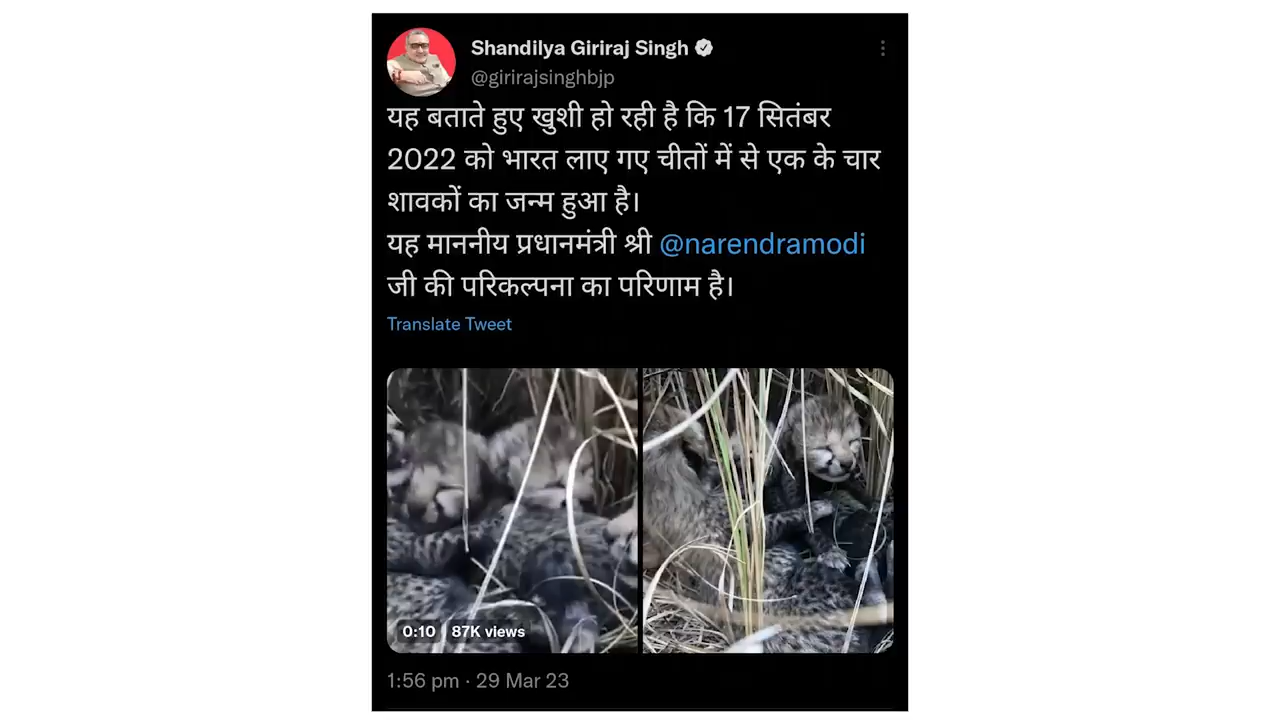 Shandilya Giriraj Singh
@girirajsinghbjp
यह बताते हुए खुशी हो रही है कि 17 सितंबर
2022 को भारत लाए गए चीतों में से एक के चार
शावकों का जन्म हुआ है।
यह माननीय प्रधानमंत्री श्री @narendramodi
जी की परिकल्पना का परिणाम है।
Translate Tweet
0:10 87K views
1:56 pm · 29 Mar 23